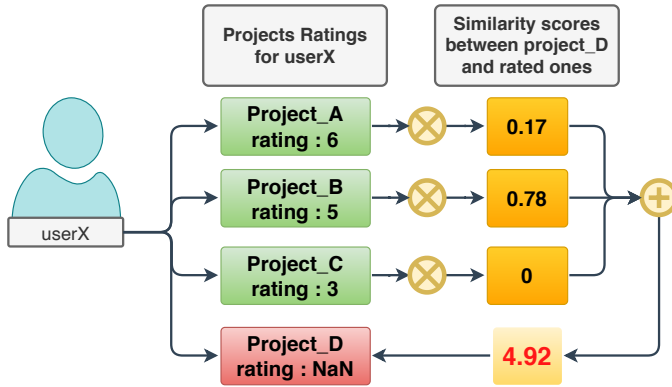 Projects Ratings
for userX
Similarity scores
between project_D
and rated ones
Project_A
rating : 6
0.17
Project_B
rating : 5
0.78
userX
Project_C
rating : 3
0
Project_D
rating : NaN
4.92